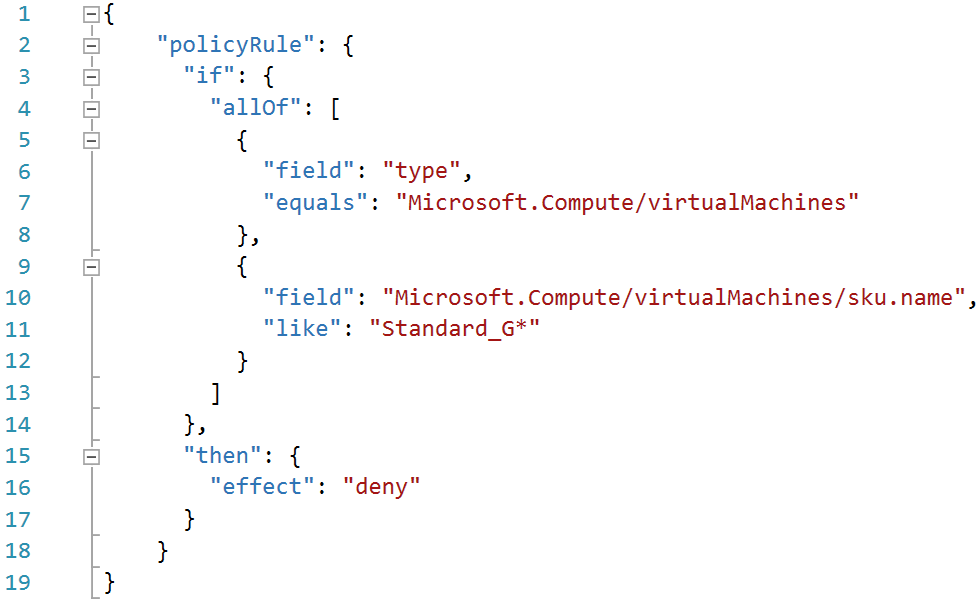 1 {
2     "policyRule": {
3       "if": {
4         "allOf": [
5           {
6             "field": "type",
7             "equals": "Microsoft.Compute/virtualMachines"
8           },
9           {
10             "field": "Microsoft.Compute/virtualMachines/sku.name",
11             "like": "Standard_G*"
12           }
13         ]
14       },
15       "then": {
16         "effect": "deny"
17       }
18     }
19 }